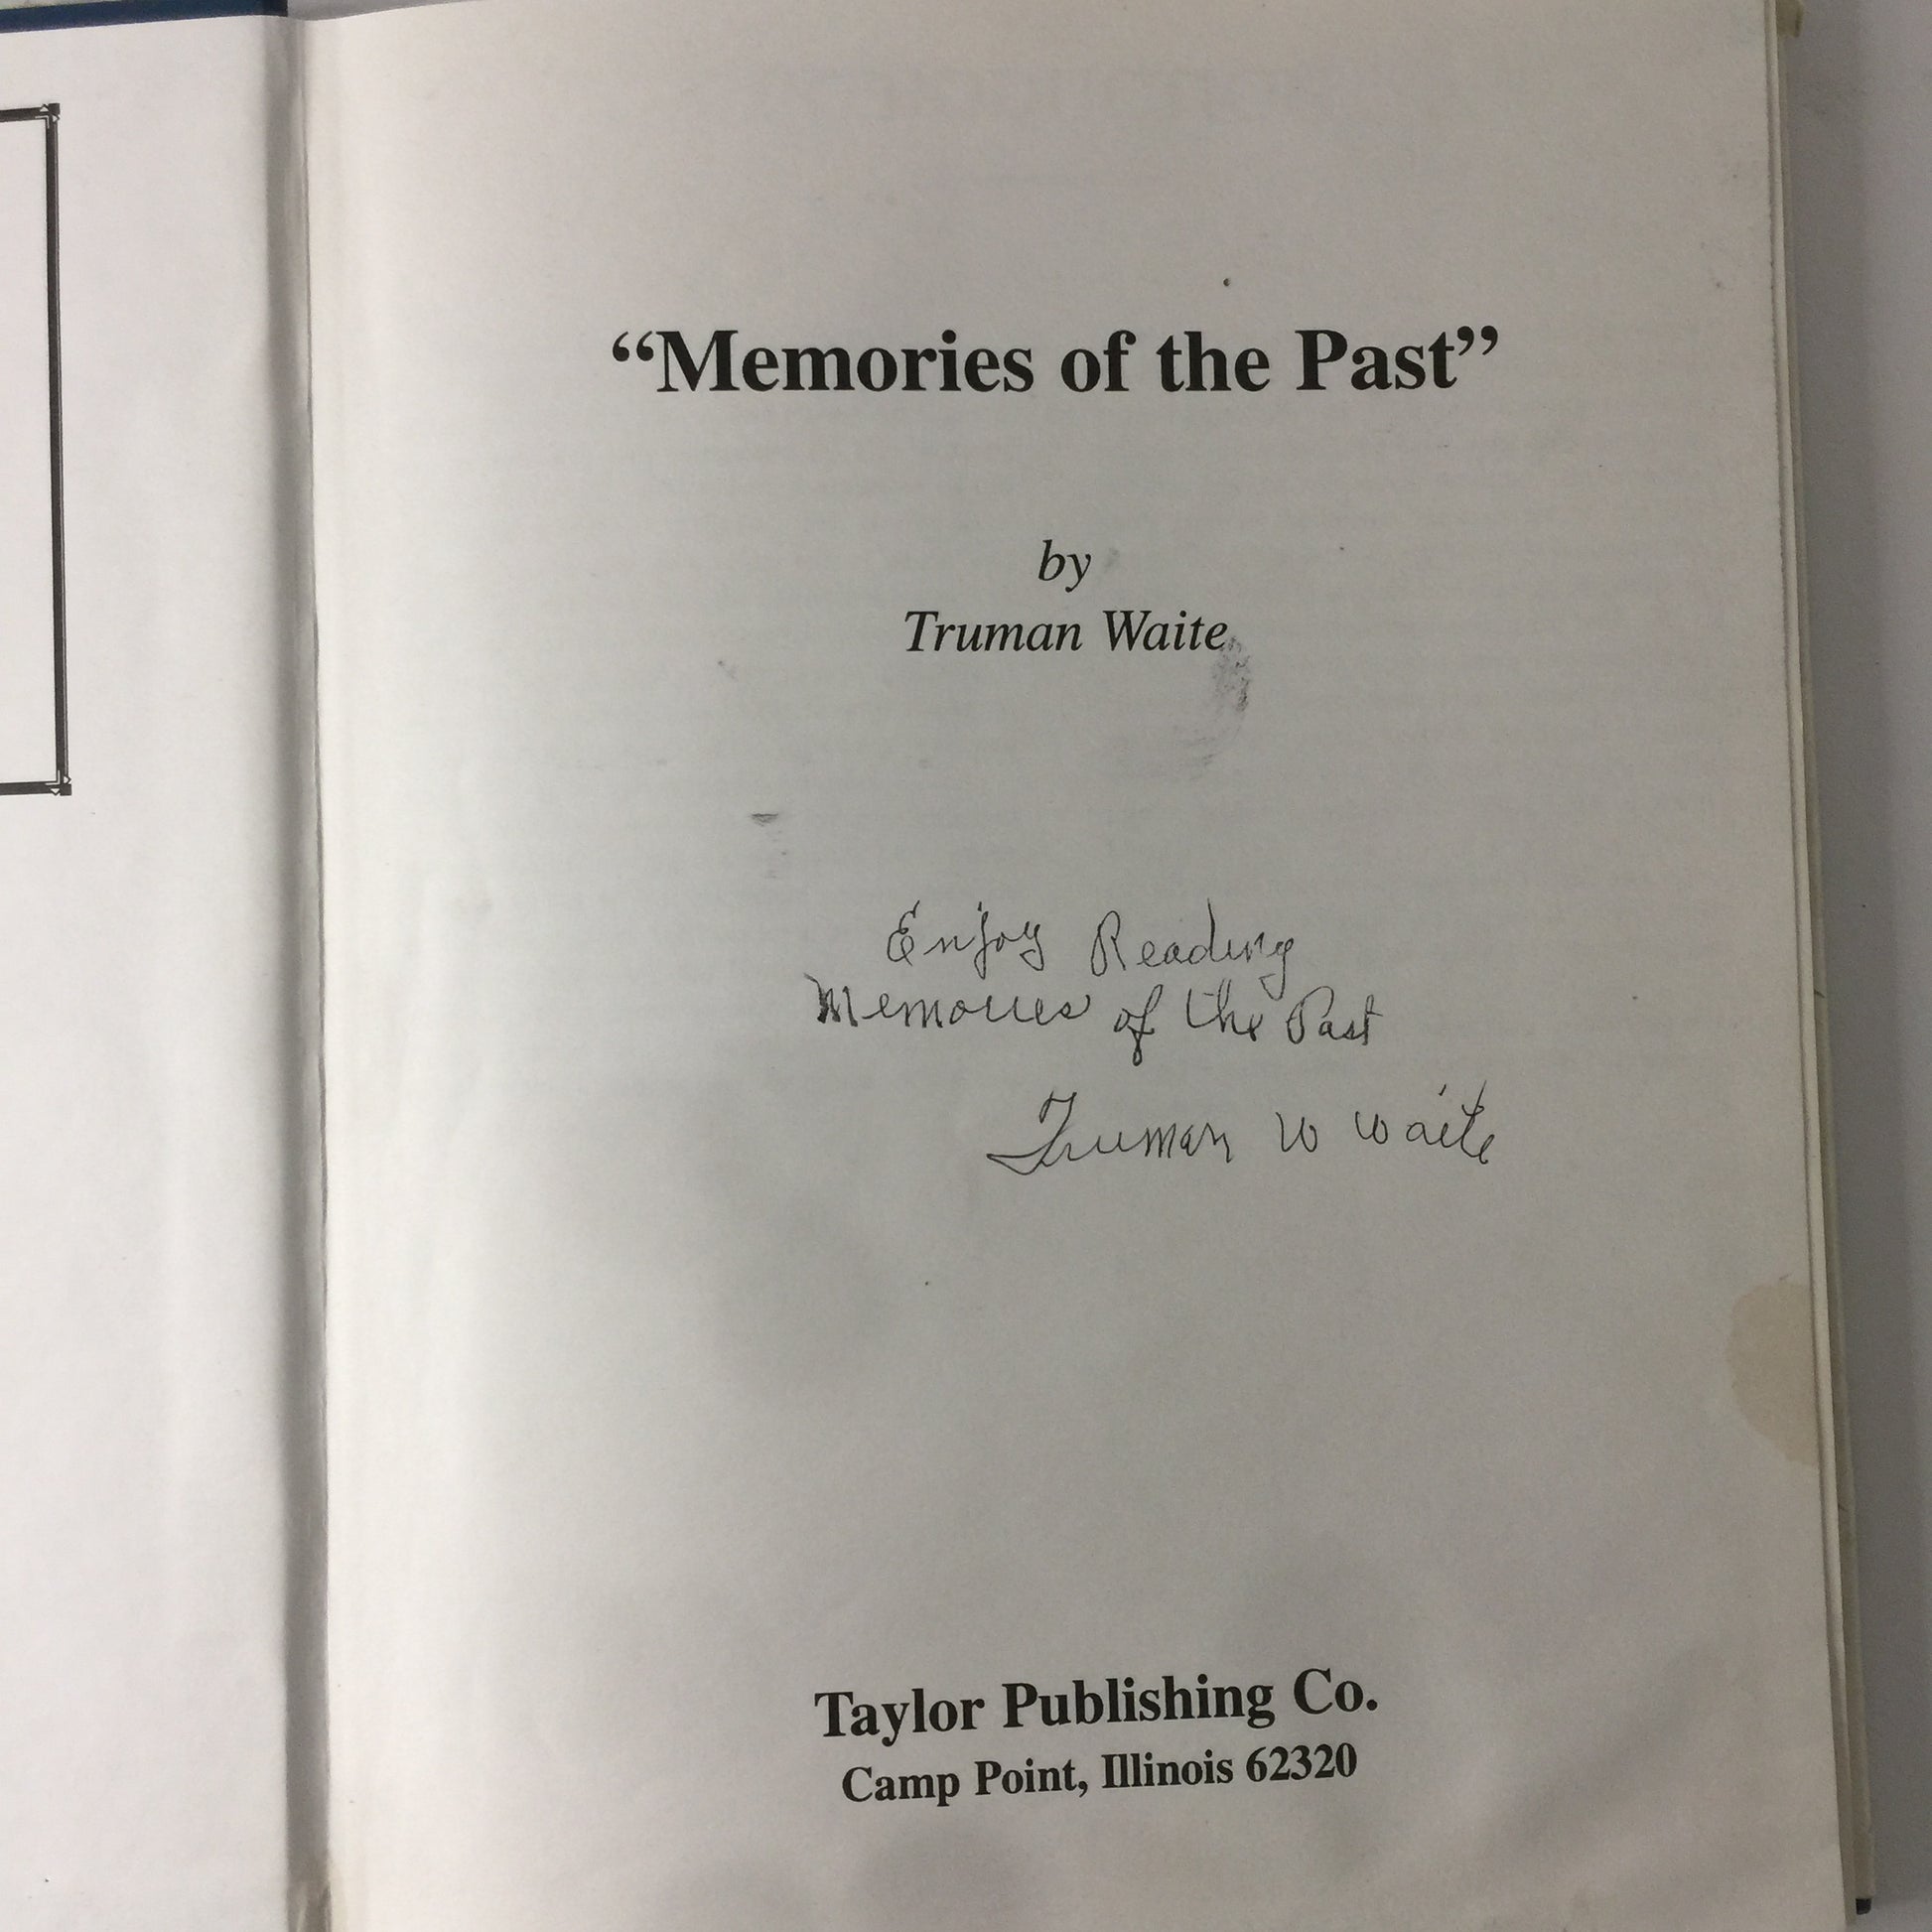 “Memories of the Past”
by
Truman Waite
Enjoy Reading
Memories of the Past
Truman W Waite
Taylor Publishing Co.
Camp Point, Illinois 62320